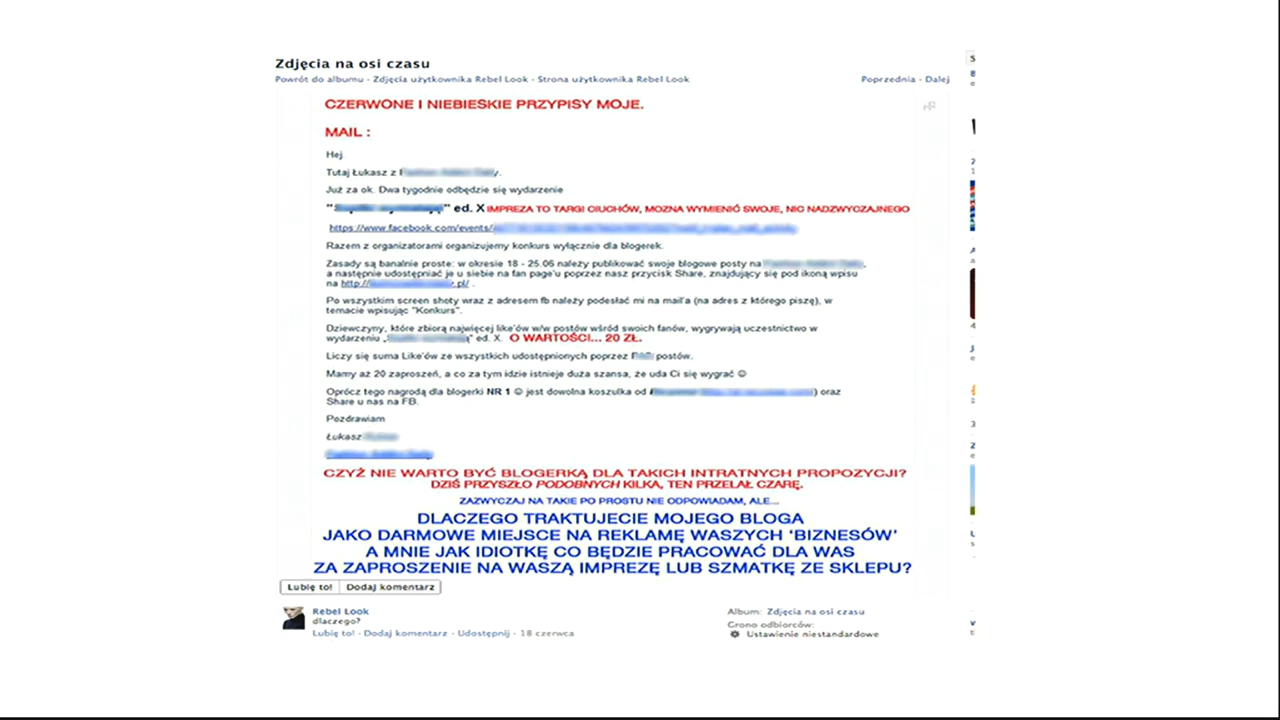 Zdjęcia na osi czasu
Powrót do albumu · Zdjęcia użytkownika Rebel Look · Strona użytkownika Rebel Look
Poprzednia · Dalej
CZERWONE I NIEBIESKIE PRZYPISY MOJE.
MAIL :
Hej
Tutaj Łukasz z
Już za ok. Dwa tygodnie odbędzie się wydarzenie
" " ed. X IMPREZA TO TARGI CIUCHÓW, MOZNA WYMIENIĆ SWOJE, NIC NADZWYCZAJNEGO
https://www.facebook.com/events/
Razem z organizatorami organizujemy konkurs wyłącznie dla blogerek.
Zasady są banalnie proste: w okresie 18 - 25.06 należy publikować swoje blogowe posty na ,
a następnie udostępniać je u siebie na fan page'u poprzez nasz przycisk Share, znajdujący się pod ikoną wpisu
na http:// .pl/ .
Po wszystkim screen shoty wraz z adresem fb należy podesłać mi na mail'a (na adres z którego piszę), w
temacie wpisując "Konkurs".
Dziewczyny, które zbiorą najwięcej like'ów w/w postów wśród swoich fanów, wygrywają uczestnictwo w
wydarzeniu „ " ed. X. O WARTOŚCI... 20 ZŁ.
Liczy się suma Like'ów ze wszystkich udostępnionych poprzez postów.
Mamy aż 20 zaproszeń, a co za tym idzie istnieje duża szansa, że uda Ci się wygrać ☺
Oprócz tego nagrodą dla blogerki NR 1 ☺ jest dowolna koszulka od ) oraz
Share u nas na FB.
Pozdrawiam
Łukasz
CZYŻ NIE WARTO BYĆ BLOGERKĄ DLA TAKICH INTRATNYCH PROPOZYCJI?
DZIŚ PRZYSZŁO PODOBNYCH KILKA, TEN PRZELAŁ CZARĘ.
ZAZWYCZAJ NA TAKIE PO PROSTU NIE ODPOWIADAM, ALE...
DLACZEGO TRAKTUJECIE MOJEGO BLOGA
JAKO DARMOWE MIEJSCE NA REKLAMĘ WASZYCH 'BIZNESÓW'
A MNIE JAK IDIOTKĘ CO BĘDZIE PRACOWAĆ DLA WAS
ZA ZAPROSZENIE NA WASZĄ IMPREZĘ LUB SZMATKĘ ZE SKLEPU?
Lubię to! Dodaj komentarz
Rebel Look
dlaczego?
Lubię to! · Dodaj komentarz · Udostępnij · 18 czerwca
Album: Zdjęcia na osi czasu
Grono odbiorców:
Ustawienie niestandardowe